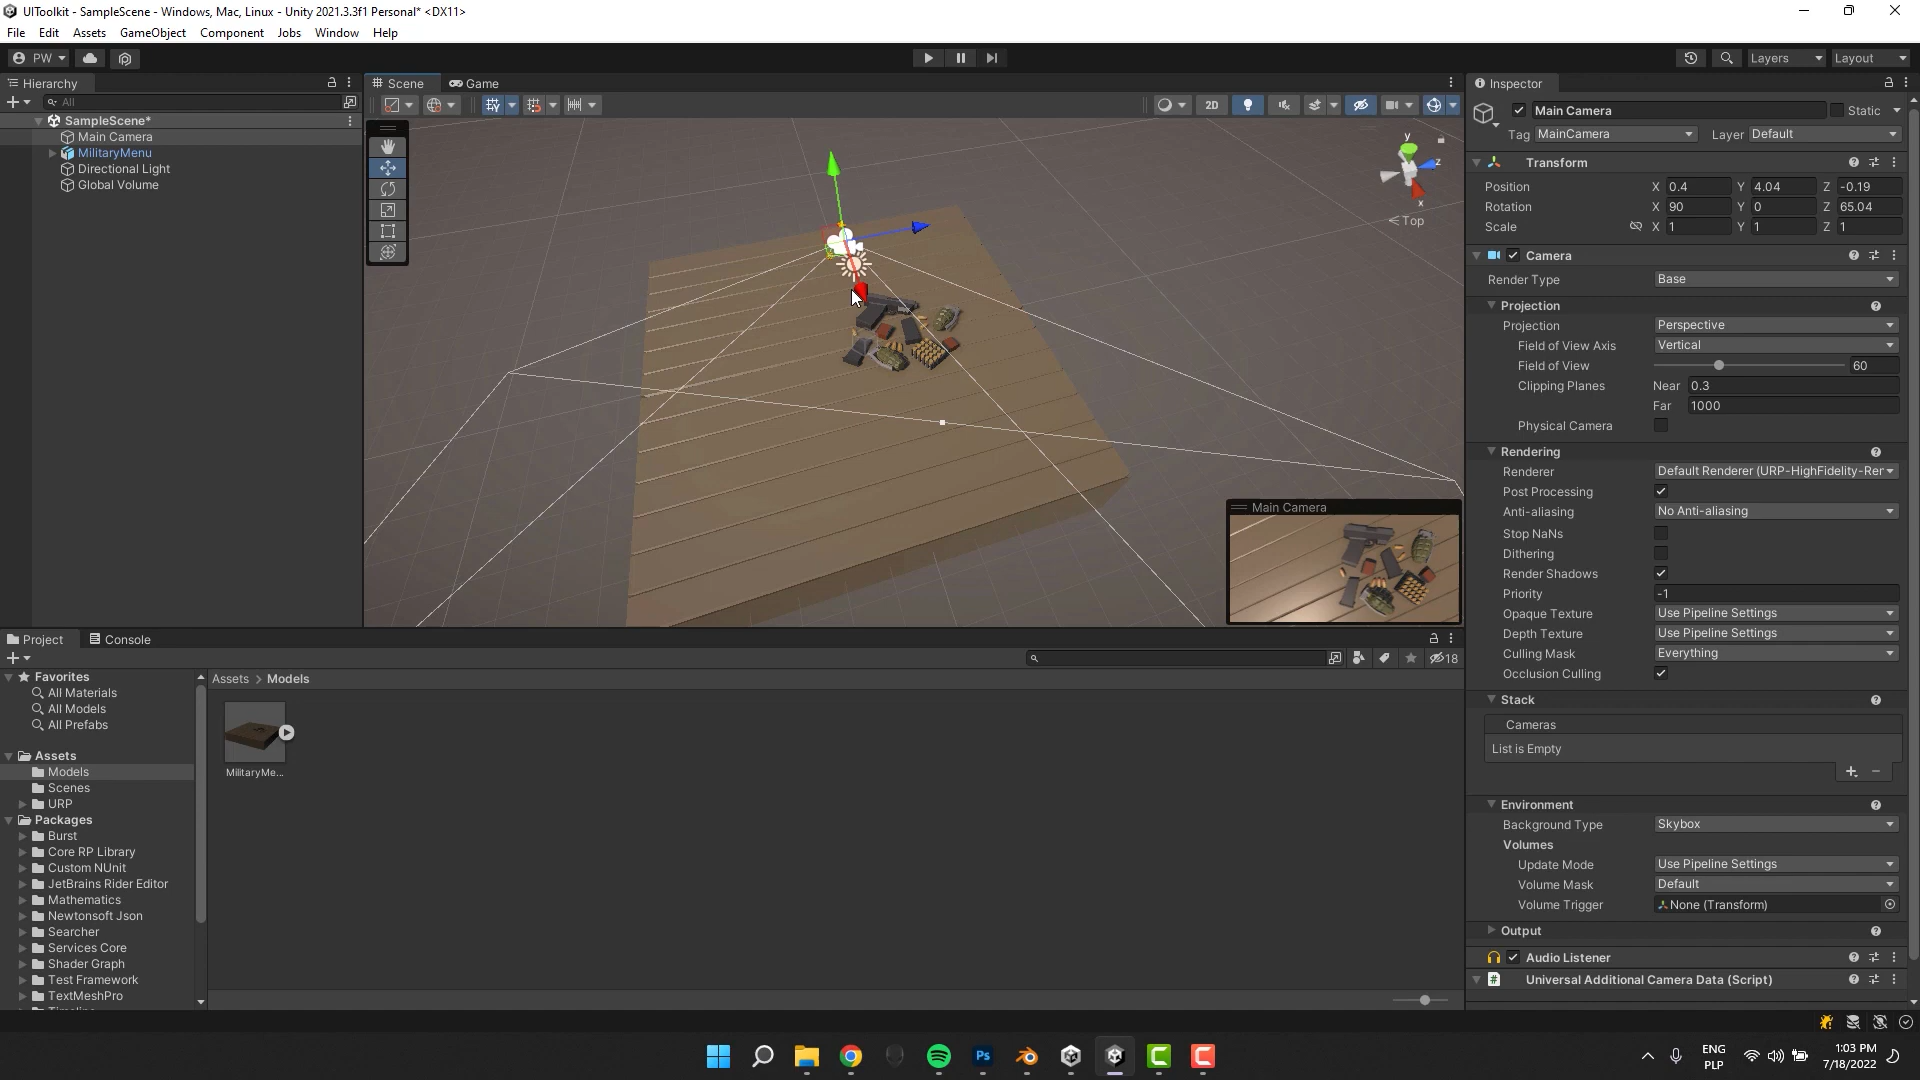 UIToolkit - SampleScene - Windows, Mac, Linux - Unity 2021.3.3f1 Personal* <DX11>
File Edit Assets GameObject Component Jobs Window Help
PW
Layers
Layout
Hierarchy
All
SampleScene*
Main Camera
MilitaryMenu
Directional Light
Global Volume
Scene
Game
2D
y
z
x
Top
Main Camera
Inspector
Main Camera
Static
Tag MainCamera
Layer Default
Transform
Position X 0.4 Y 4.04 Z -0.19
Rotation X 90 Y 0 Z 65.04
Scale X 1 Y 1 Z 1
Camera
Render Type Base
Projection
Projection Perspective
Field of View Axis Vertical
Field of View 60
Clipping Planes Near 0.3
Far 1000
Physical Camera
Rendering
Renderer Default Renderer (URP-HighFidelity-Rer
Post Processing
Anti-aliasing No Anti-aliasing
Stop NaNs
Dithering
Render Shadows
Priority -1
Opaque Texture Use Pipeline Settings
Depth Texture Use Pipeline Settings
Culling Mask Everything
Occlusion Culling
Stack
Cameras
List is Empty
Environment
Background Type Skybox
Volumes
Update Mode Use Pipeline Settings
Volume Mask Default
Volume Trigger None (Transform)
Output
Audio Listener
Universal Additional Camera Data (Script)
Project
Console
18
Favorites
All Materials
All Models
All Prefabs
Assets
Models
Scenes
URP
Packages
Burst
Core RP Library
Custom NUnit
JetBrains Rider Editor
Mathematics
Newtonsoft Json
Searcher
Services Core
Shader Graph
Test Framework
TextMeshPro
Assets > Models
MilitaryMe...
Ps
ENG
PLP
1:03 PM
7/18/2022